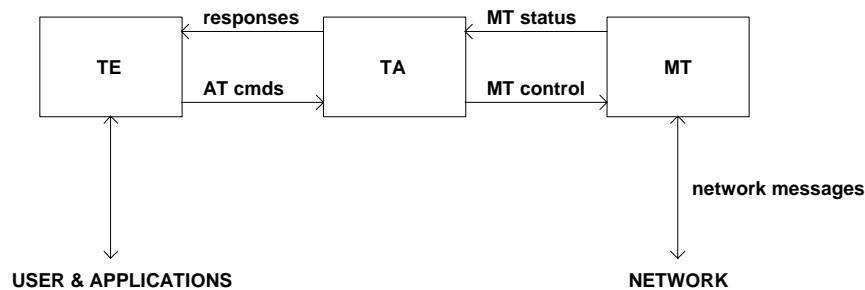 responses
MT status
TE
TA
MT
AT cmds
MT control
network messages
USER & APPLICATIONS
NETWORK